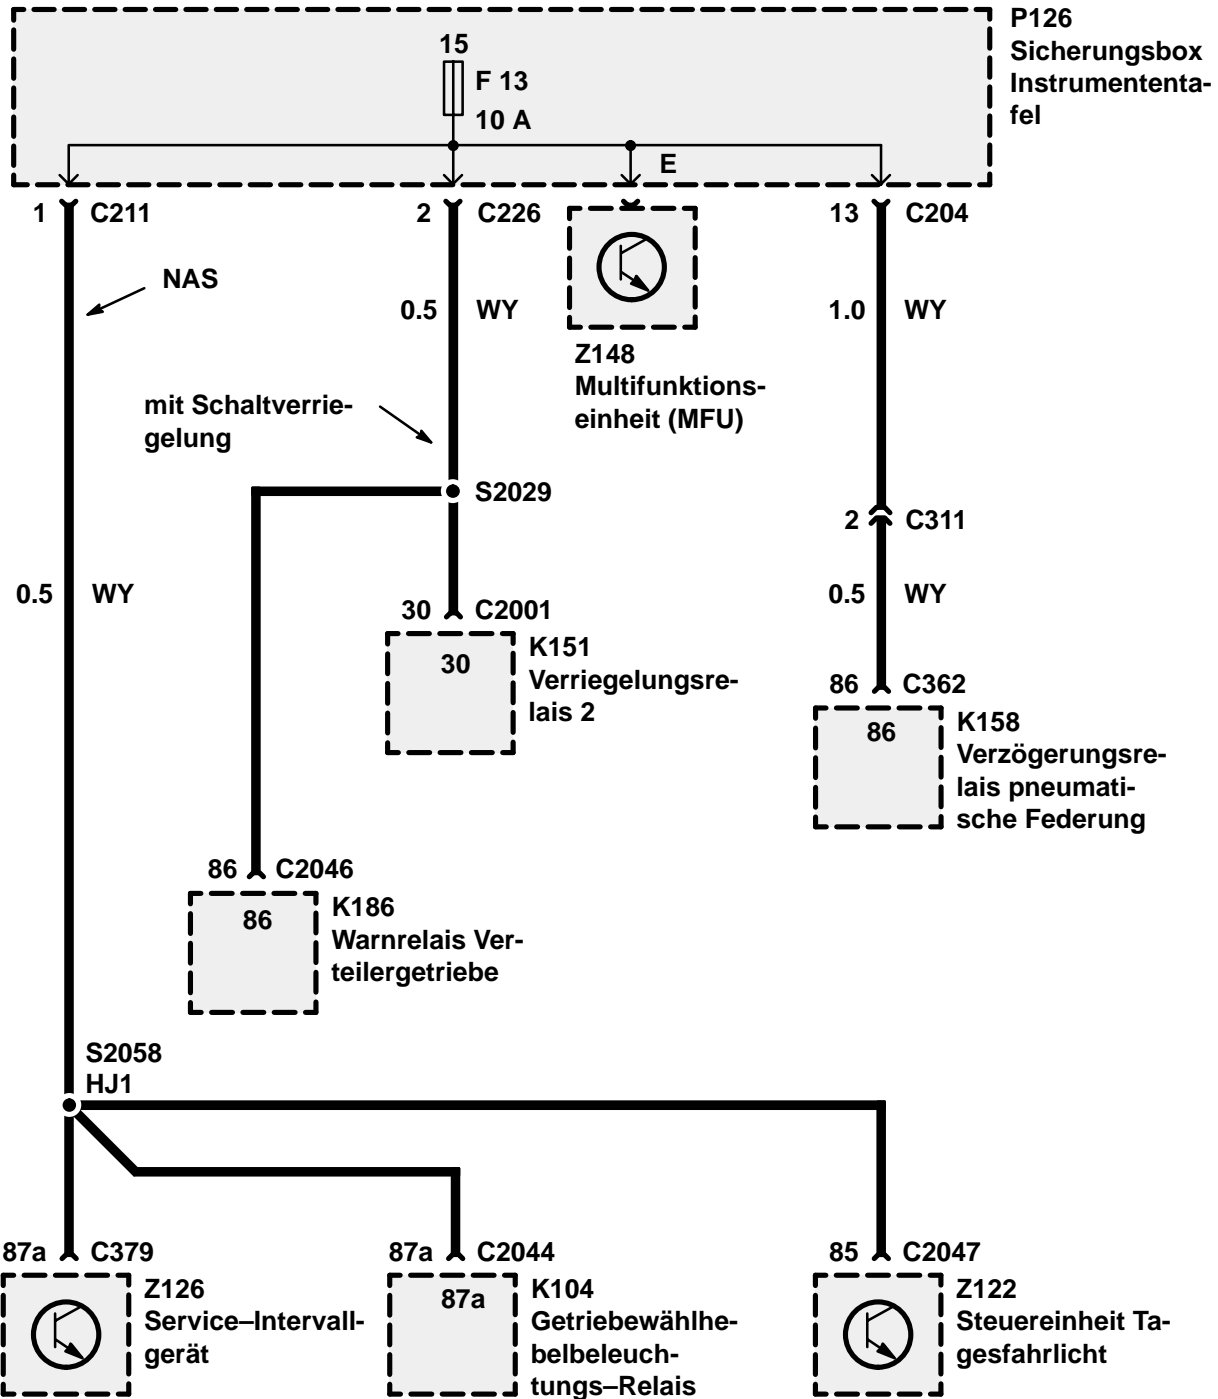 P126
Sicherungsbox
Instrumententa-
fel
15
F 13
10 A
E
1 C211
2 C226
13 C204
NAS
0.5 WY
1.0 WY
Z148
Multifunktions-
einheit (MFU)
mit Schaltverrie-
gelung
S2029
2 C311
0.5 WY
0.5 WY
30 C2001
K151
30
Verriegelungsre-
lais 2
86 C362
K158
86
Verzögerungsre-
lais pneumati-
sche Federung
86 C2046
K186
86
Warnrelais Ver-
teilergetriebe
S2058
HJ1
87a C379
87a C2044
85 C2047
Z126
Service–Intervall-
gerät
K104
87a
Getriebewählhe-
belbeleuch-
tungs–Relais
Z122
Steuereinheit Ta-
gesfahrlicht